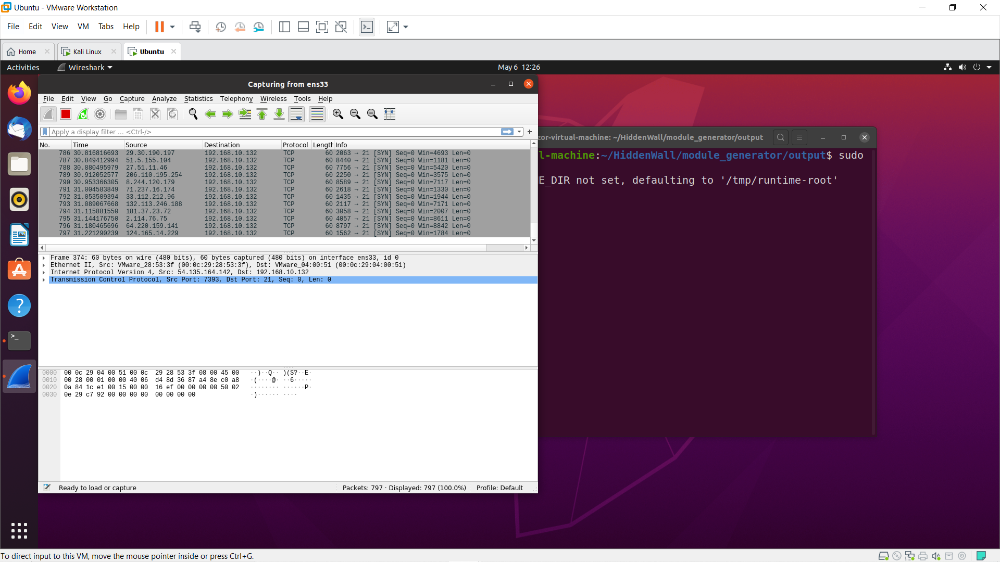 Ubuntu - VMware Workstation
File Edit View VM Tabs Help
Home Kali Linux Ubuntu
Activities Wireshark May 6 12:26
Capturing from ens33
File Edit View Go Capture Analyze Statistics Telephony Wireless Tools Help
Apply a display filter ... <Ctrl-/>
No. Time Source Destination Protocol Length Info
786 30.816816693 29.30.190.197 192.168.10.132 TCP 60 2063 → 21 [SYN] Seq=0 Win=4693 Len=0
787 30.849412994 51.5.155.104 192.168.10.132 TCP 60 8440 → 21 [SYN] Seq=0 Win=1181 Len=0
788 30.880495979 27.51.11.46 192.168.10.132 TCP 60 7756 → 21 [SYN] Seq=0 Win=5420 Len=0
789 30.912052577 206.110.195.254 192.168.10.132 TCP 60 2250 → 21 [SYN] Seq=0 Win=3575 Len=0
790 30.953366305 8.244.120.179 192.168.10.132 TCP 60 8589 → 21 [SYN] Seq=0 Win=7117 Len=0
791 31.004583849 71.237.16.174 192.168.10.132 TCP 60 2618 → 21 [SYN] Seq=0 Win=1330 Len=0
792 31.053509394 33.112.212.96 192.168.10.132 TCP 60 1435 → 21 [SYN] Seq=0 Win=1944 Len=0
793 31.089067668 132.113.246.188 192.168.10.132 TCP 60 2117 → 21 [SYN] Seq=0 Win=7171 Len=0
794 31.115881550 181.37.23.72 192.168.10.132 TCP 60 3058 → 21 [SYN] Seq=0 Win=2007 Len=0
795 31.144176750 2.114.76.75 192.168.10.132 TCP 60 4057 → 21 [SYN] Seq=0 Win=8611 Len=0
796 31.180465696 64.220.159.141 192.168.10.132 TCP 60 8797 → 21 [SYN] Seq=0 Win=8842 Len=0
797 31.221290239 124.165.14.229 192.168.10.132 TCP 60 1562 → 21 [SYN] Seq=0 Win=1784 Len=0
Frame 374: 60 bytes on wire (480 bits), 60 bytes captured (480 bits) on interface ens33, id 0
Ethernet II, Src: VMware_28:53:3f (00:0c:29:28:53:3f), Dst: VMware_04:00:51 (00:0c:29:04:00:51)
Internet Protocol Version 4, Src: 54.135.164.142, Dst: 192.168.10.132
Transmission Control Protocol, Src Port: 7393, Dst Port: 21, Seq: 0, Len: 0
0000 00 0c 29 04 00 51 00 0c 29 28 53 3f 08 00 45 00 ··)··Q·· )(S?··E·
0010 00 28 00 01 00 00 40 06 d4 8d 36 87 a4 8e c0 a8 ·(····@· ··6·····
0020 0a 84 1c e1 00 15 00 00 16 ef 00 00 00 00 50 02 ········ ······P·
0030 0e 29 c7 92 00 00 00 00 00 00 00 00 ·)······ ····
Ready to load or capture Packets: 797 · Displayed: 797 (100.0%) Profile: Default
zor-virtual-machine: ~/HiddenWall/module_generator/output
l-machine:~/HiddenWall/module_generator/output$ sudo
E_DIR not set, defaulting to '/tmp/runtime-root'
To direct input to this VM, move the mouse pointer inside or press Ctrl+G.